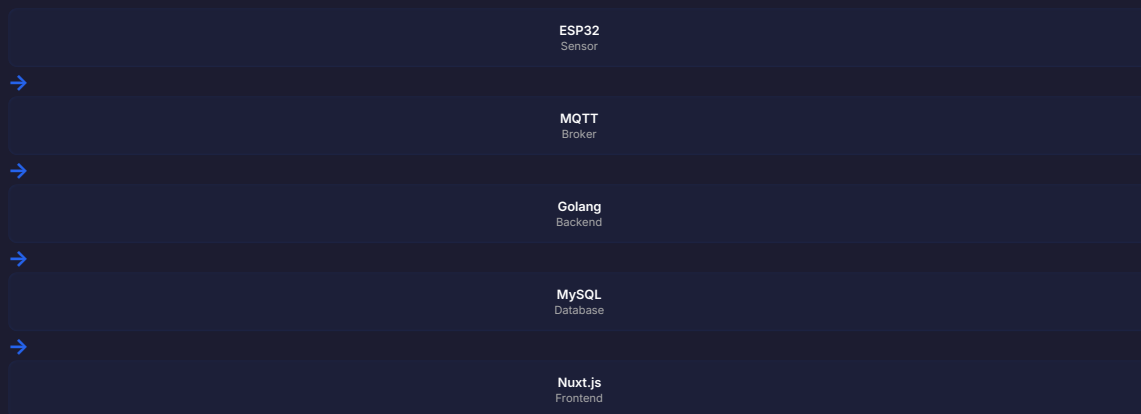 ESP32
Sensor
MQTT
Broker
Golang
Backend
MySQL
Database
Nuxt.js
Frontend